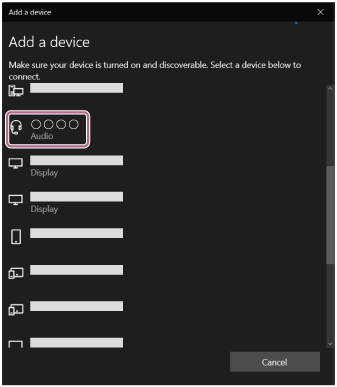 Add a device
Add a device
Make sure your device is turned on and discoverable. Select a device below to
connect.
○○○○
Audio
Display
Display
Cancel